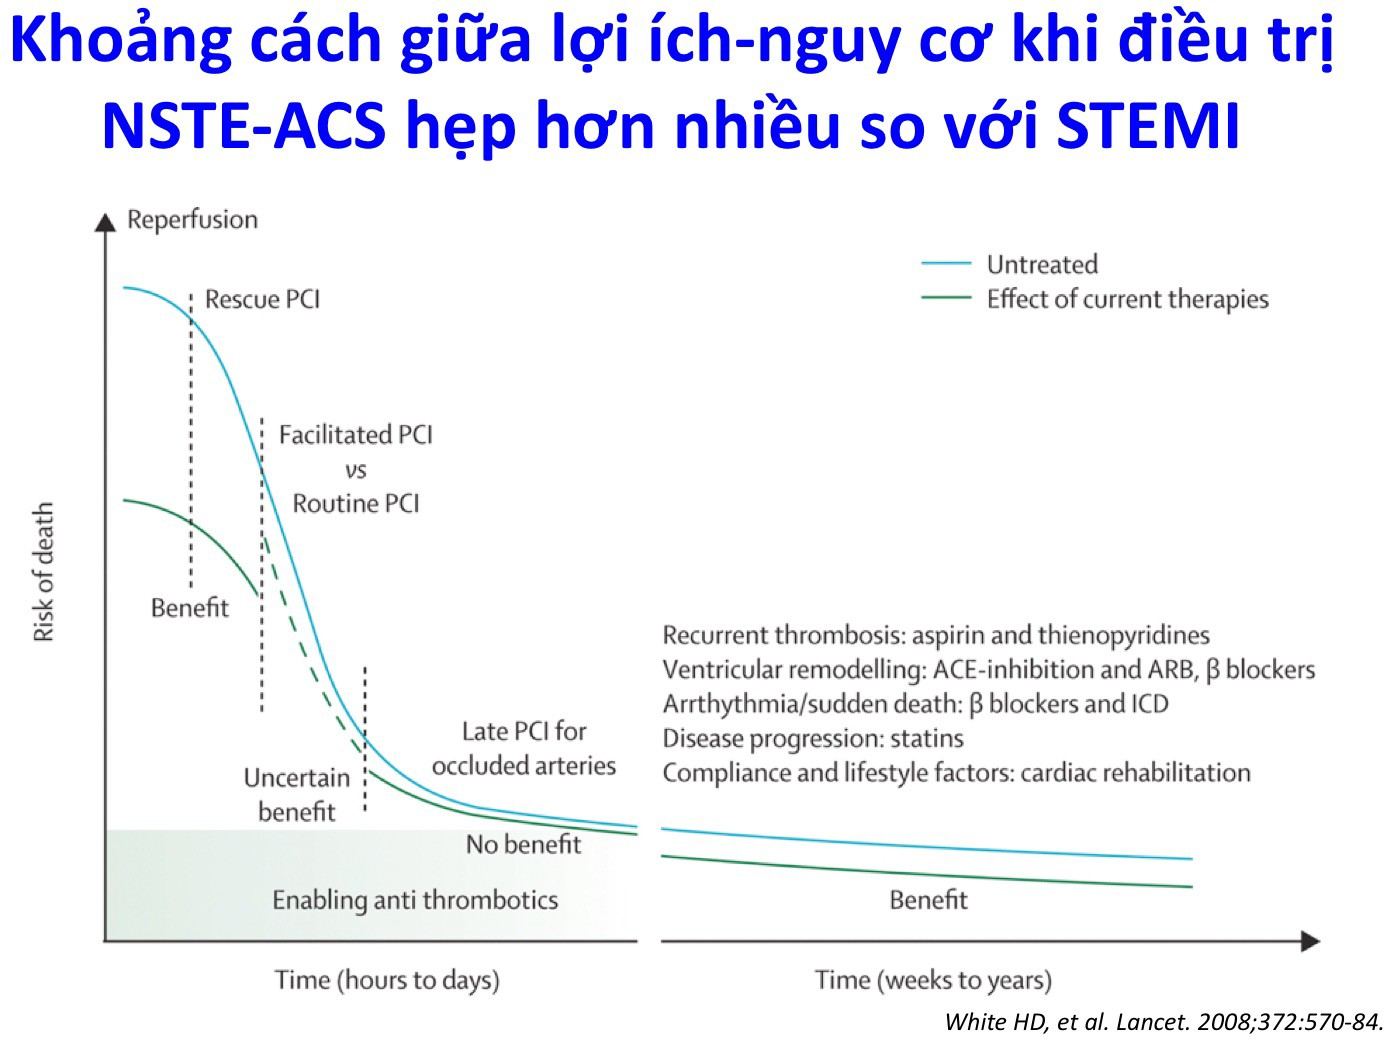 Khoảng cách giữa lợi ích-nguy cơ khi điều trị
NSTE-ACS hẹp hơn nhiều so với STEMI
Reperfusion
Untreated
Effect of current therapies
Rescue PCI
Facilitated PCI
vs
Routine PCI
Risk of death
Benefit
Recurrent thrombosis: aspirin and thienopyridines
Ventricular remodelling: ACE-inhibition and ARB, β blockers
Arrthythmia/sudden death: β blockers and ICD
Disease progression: statins
Compliance and lifestyle factors: cardiac rehabilitation
Late PCI for
occluded arteries
Uncertain
benefit
No benefit
Enabling anti thrombotics
Benefit
Time (hours to days)
Time (weeks to years)
White HD, et al. Lancet. 2008;372:570-84.